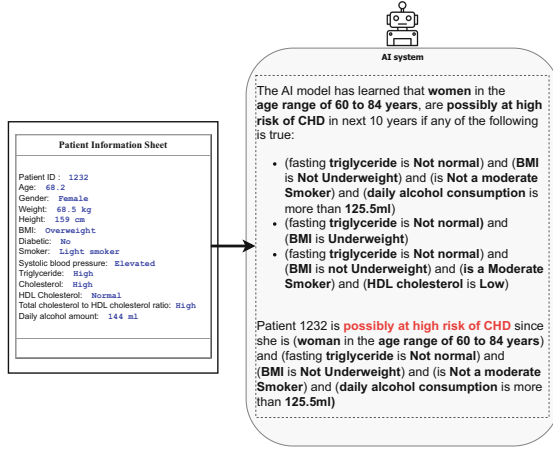 AI system
Patient Information Sheet
Patient ID : 1232
Age: 68.2
Gender: Female
Weight: 68.5 kg
Height: 159 cm
BMI: Overweight
Diabetic: No
Smoker: Light smoker
Systolic blood pressure: Elevated
Triglyceride: High
Cholesterol: High
HDL Cholesterol: Normal
Total cholesterol to HDL cholesterol ratio: High
Daily alcohol amount: 144 ml
The AI model has learned that women in the
age range of 60 to 84 years, are possibly at high
risk of CHD in next 10 years if any of the following
is true:
• (fasting triglyceride is Not normal) and (BMI
is Not Underweight) and (is Not a moderate
Smoker) and (daily alcohol consumption is
more than 125.5ml)
• (fasting triglyceride is Not normal) and
(BMI is Underweight)
• (fasting triglyceride is Not normal) and
(BMI is not Underweight) and (is a Moderate
Smoker) and (HDL cholesterol is Low)
Patient 1232 is possibly at high risk of CHD since
she is (woman in the age range of 60 to 84 years)
and (fasting triglyceride is Not normal) and
(BMI is Not Underweight) and (is Not a moderate
Smoker) and (daily alcohol consumption is more
than 125.5ml)